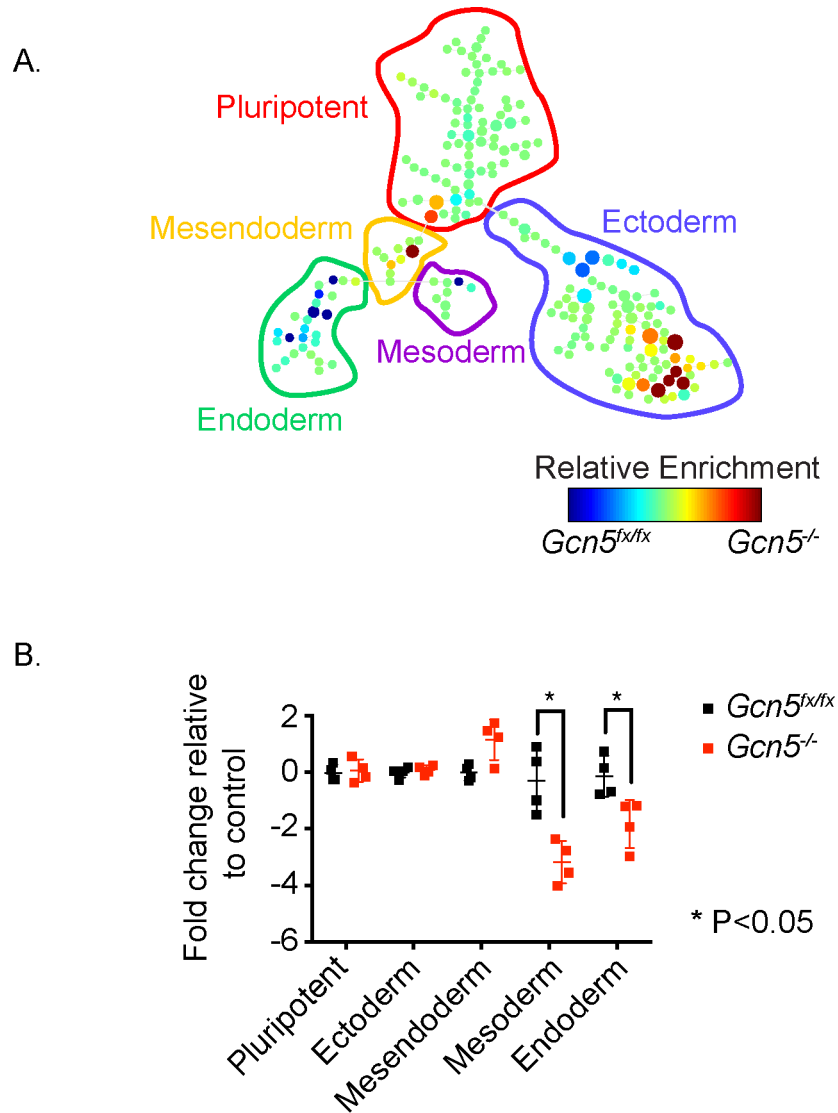 A.
Pluripotent
Mesendoderm
Ectoderm
Mesoderm
Endoderm
Relative Enrichment
Gcn5fx/fx Gcn5-/-
B.
Fold change relative
to control
2
0
-2
-4
-6
* *
Gcn5fx/fx
Gcn5-/-
* P<0.05
Pluripotent
Ectoderm
Mesendoderm
Mesoderm
Endoderm